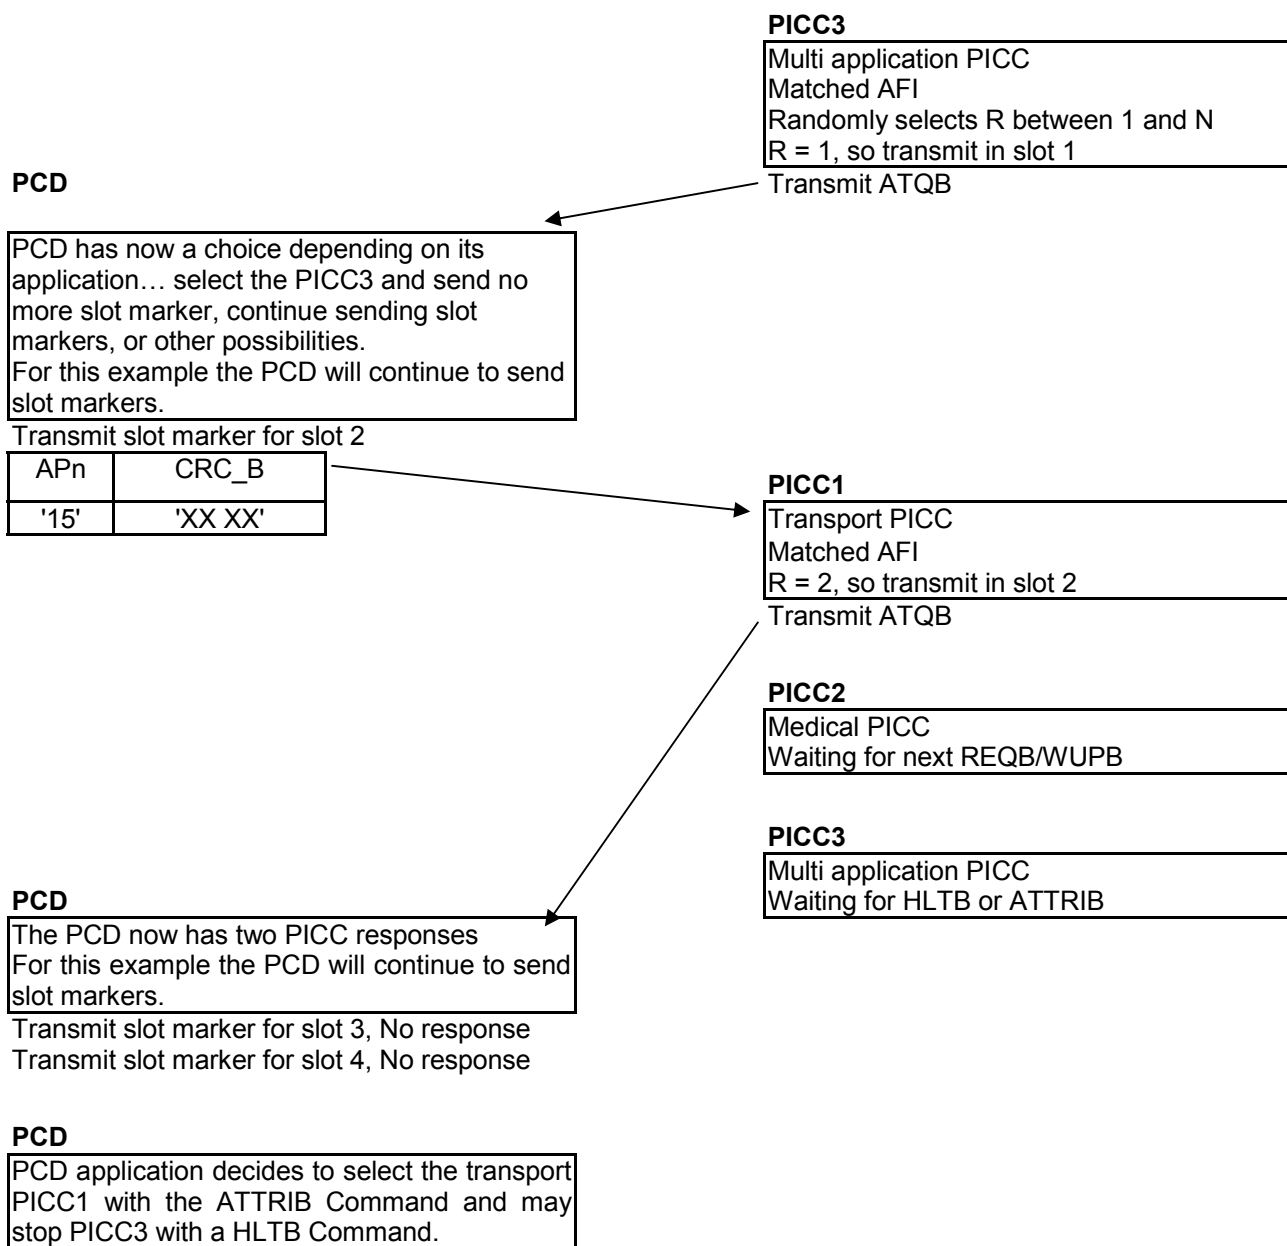 PICC3
Multi application PICC
Matched AFI
Randomly selects R between 1 and N
R = 1, so transmit in slot 1
Transmit ATQB
PCD
PCD has now a choice depending on its
application… select the PICC3 and send no
more slot marker, continue sending slot
markers, or other possibilities.
For this example the PCD will continue to send
slot markers.
Transmit slot marker for slot 2
APn CRC_B
'15' 'XX XX'
PICC1
Transport PICC
Matched AFI
R = 2, so transmit in slot 2
Transmit ATQB
PICC2
Medical PICC
Waiting for next REQB/WUPB
PICC3
Multi application PICC
Waiting for HLTB or ATTRIB
PCD
The PCD now has two PICC responses
For this example the PCD will continue to send
slot markers.
Transmit slot marker for slot 3, No response
Transmit slot marker for slot 4, No response
PCD
PCD application decides to select the transport
PICC1 with the ATTRIB Command and may
stop PICC3 with a HLTB Command.